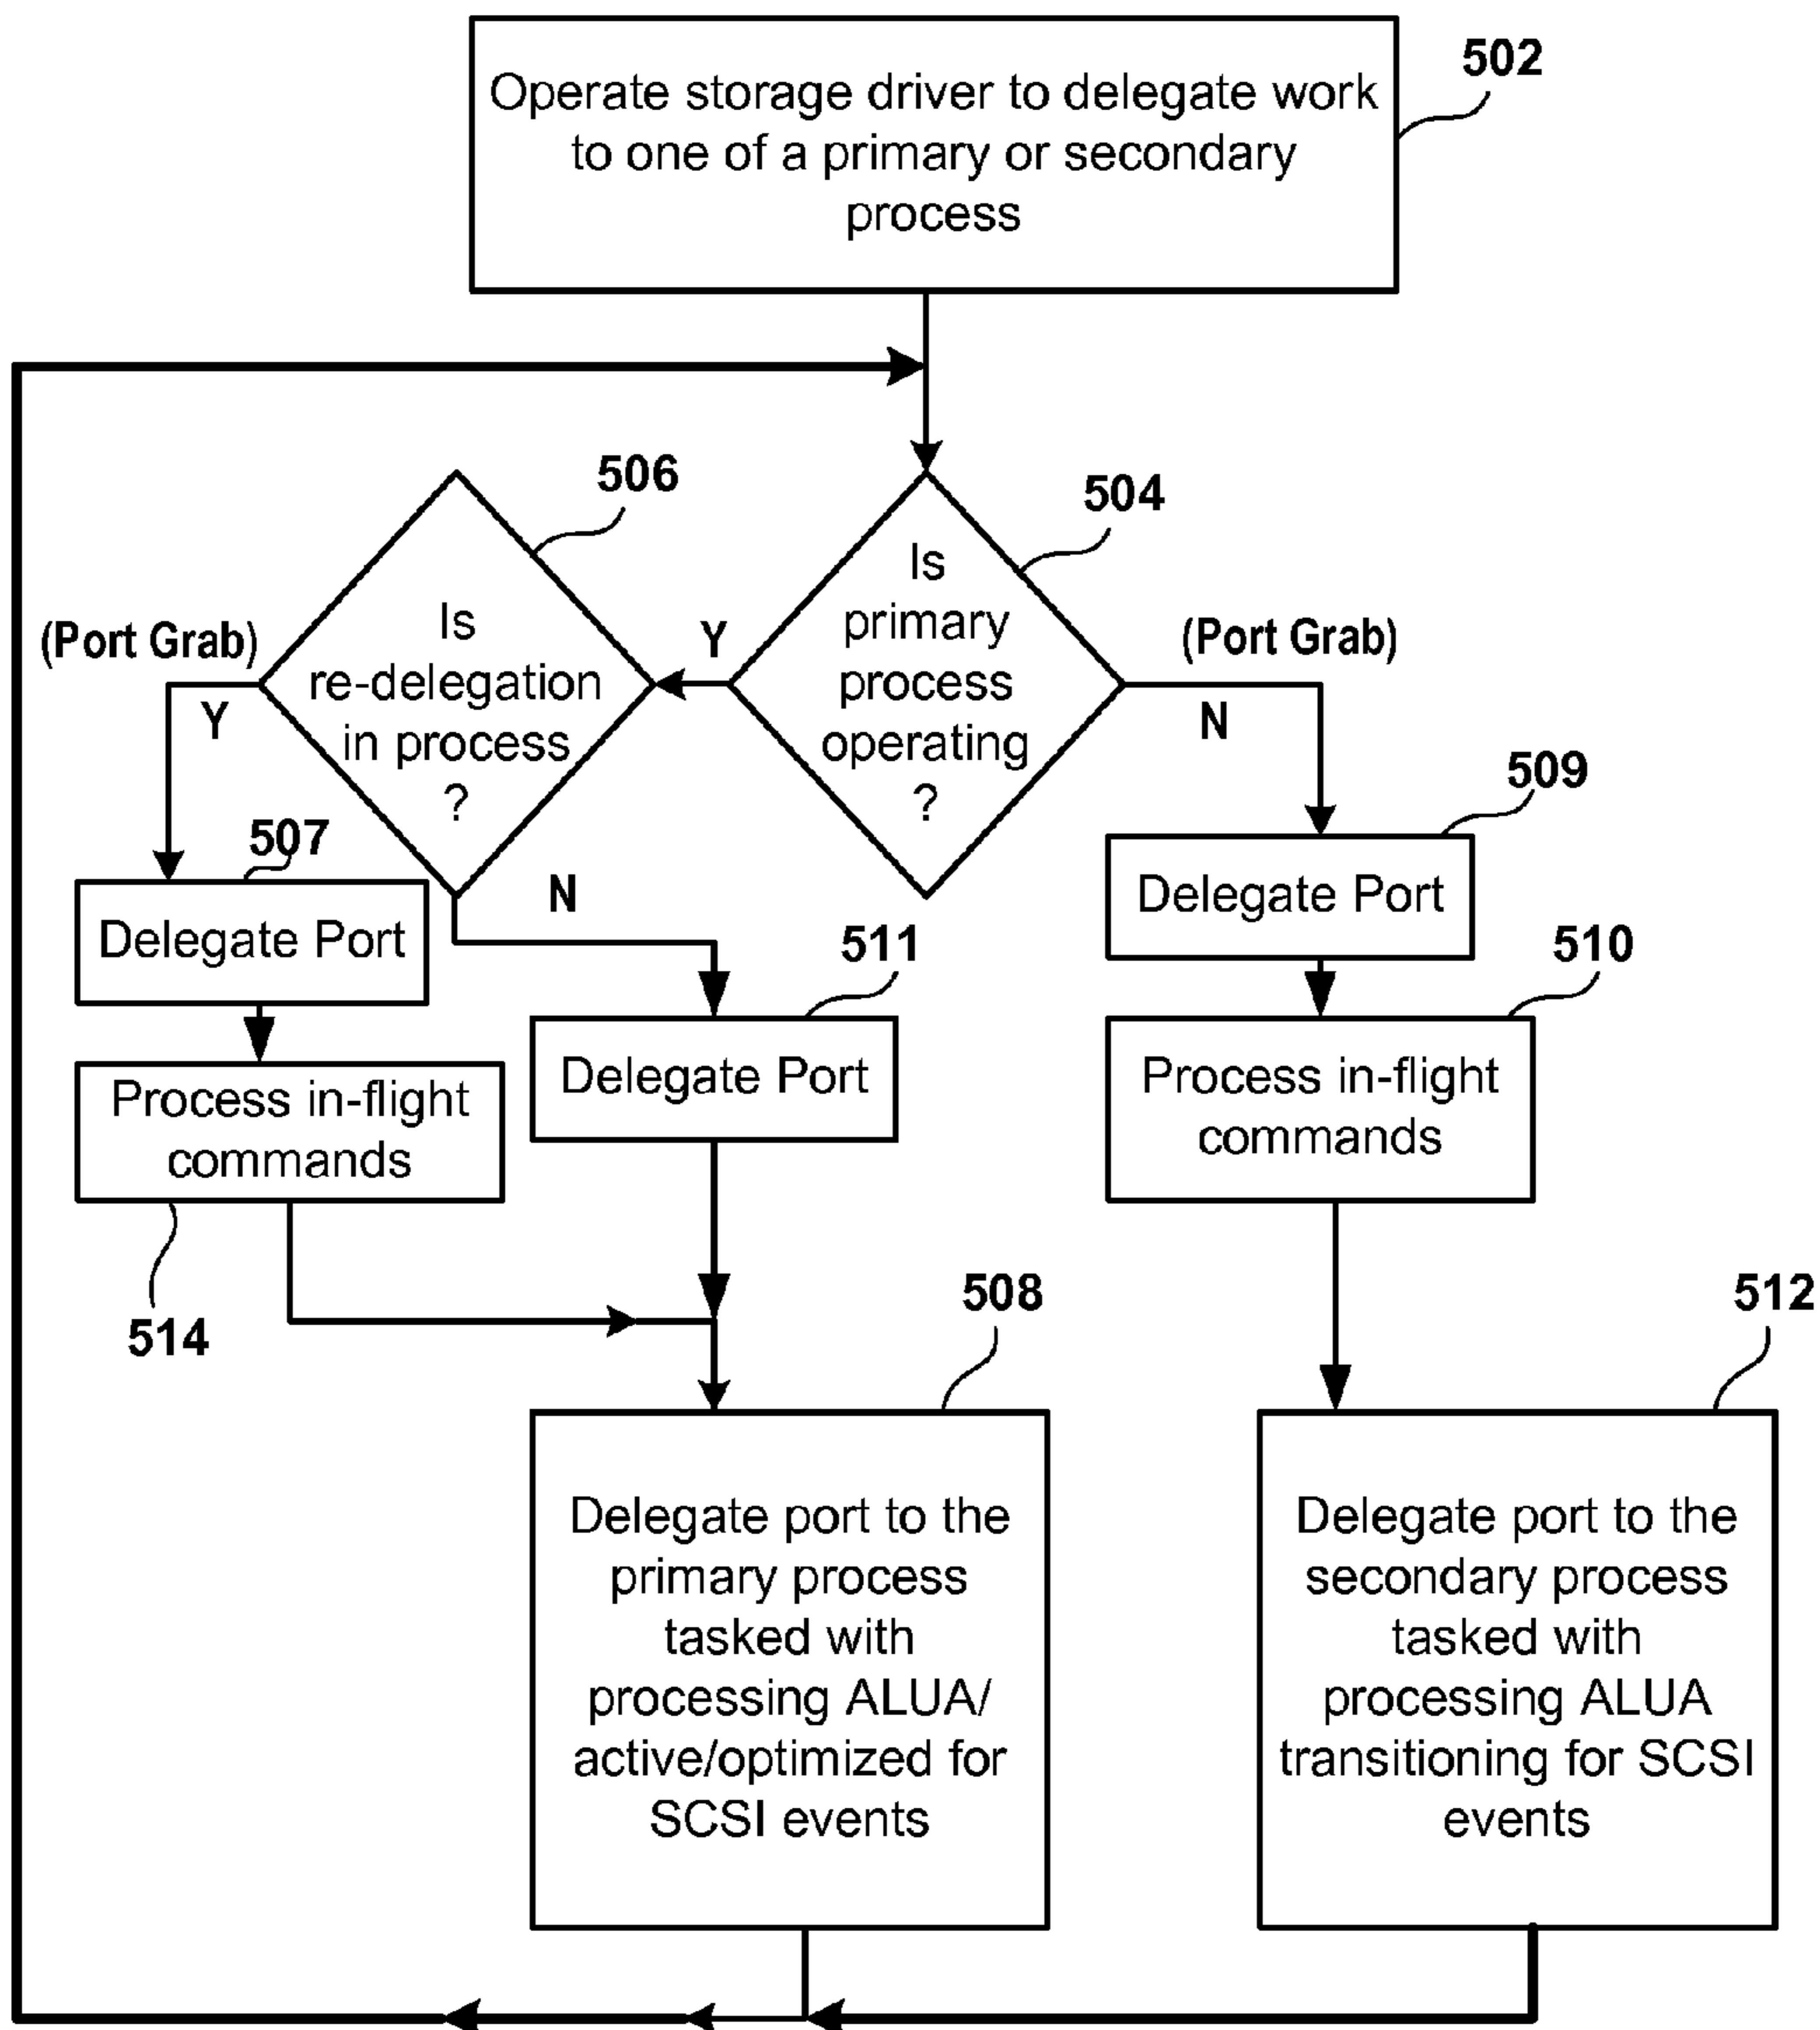 502
Operate storage driver to delegate work
to one of a primary or secondary
process
506
504
Is
re-delegation
in process
?
Is
primary
process
operating
?
(Port Grab)
Y
Y
(Port Grab)
N
507
Delegate Port
N
509
Delegate Port
511
Delegate Port
510
Process in-flight
commands
Process in-flight
commands
514
508
512
Delegate port to the
primary process
tasked with
processing ALUA/
active/optimized for
SCSI events
Delegate port to the
secondary process
tasked with
processing ALUA
transitioning for SCSI
events